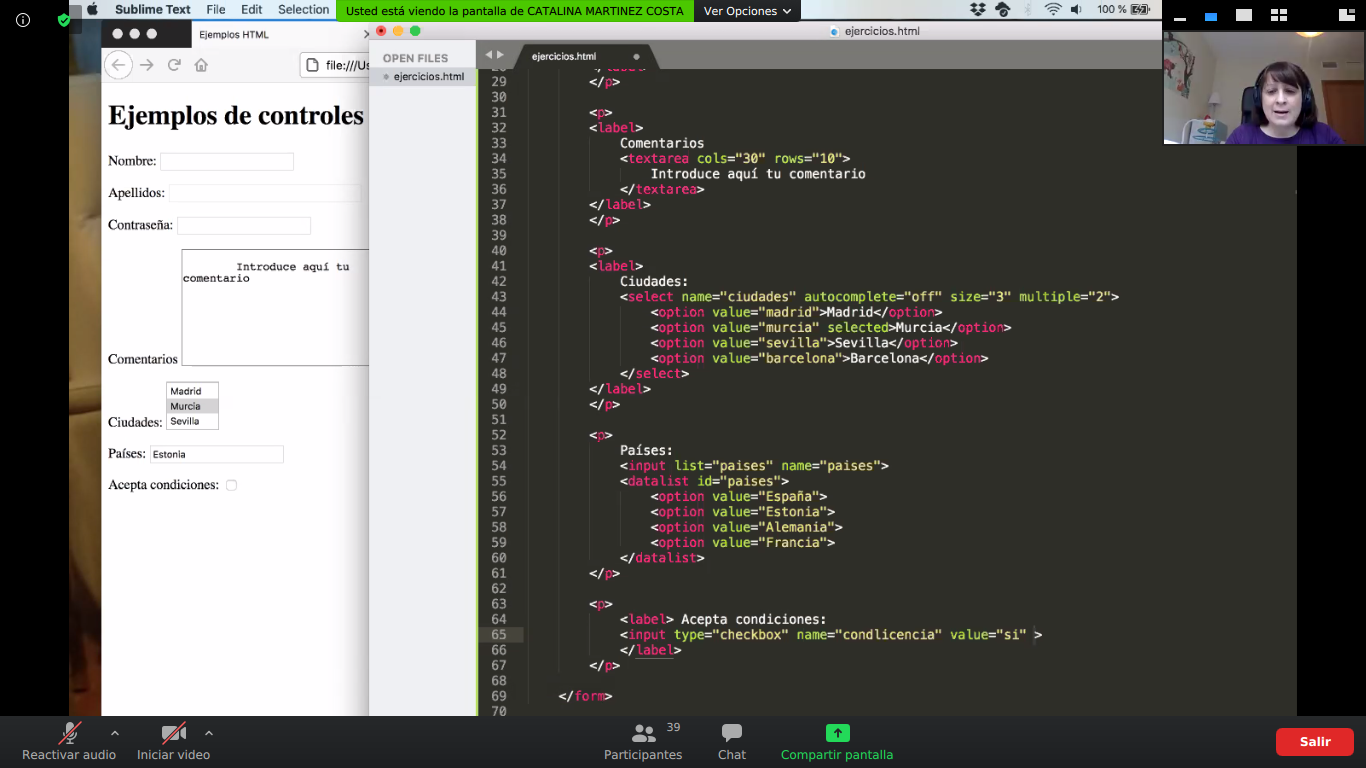 Sublime Text File Edit Selection
Usted está viendo la pantalla de CATALINA MARTINEZ COSTA
Ver Opciones
100 %
Ejemplos HTML
ejercicios.html
OPEN FILES
ejercicios.html
ejercicios.html
file:///Us
Ejemplos de controles
Nombre:
Apellidos:
Contraseña:
Introduce aquí tu
comentario
Comentarios
Madrid
Murcia
Sevilla
Ciudades:
Países: Estonia
Acepta condiciones:
29 </p>
30
31 <p>
32 <label>
33 Comentarios
34 <textarea cols="30" rows="10">
35 Introduce aquí tu comentario
36 </textarea>
37 </label>
38 </p>
39
40 <p>
41 <label>
42 Ciudades:
43 <select name="ciudades" autocomplete="off" size="3" multiple="2">
44 <option value="madrid">Madrid</option>
45 <option value="murcia" selected>Murcia</option>
46 <option value="sevilla">Sevilla</option>
47 <option value="barcelona">Barcelona</option>
48 </select>
49 </label>
50 </p>
51
52 <p>
53 Países:
54 <input list="paises" name="paises">
55 <datalist id="paises">
56 <option value="España">
57 <option value="Estonia">
58 <option value="Alemania">
59 <option value="Francia">
60 </datalist>
61 </p>
62
63 <p>
64 <label> Acepta condiciones:
65 <input type="checkbox" name="condlicencia" value="si" >
66 </label>
67 </p>
68
69 </form>
70
Reactivar audio
Iniciar video
Participantes
39
Chat
Compartir pantalla
Salir